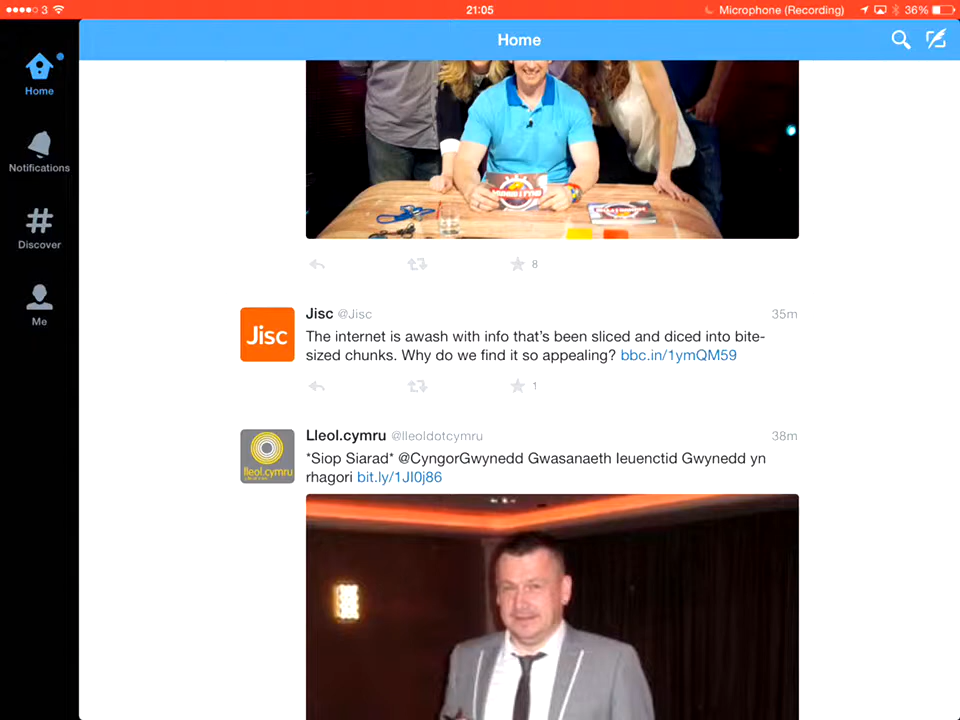 3 21:05 Microphone (Recording) 36%
Home
Home
Notifications
Discover
Me
8
Jisc @Jisc 35m
Jisc
The internet is awash with info that's been sliced and diced into bite-
sized chunks. Why do we find it so appealing? bbc.in/1ymQM59
1
Lleol.cymru @lleoldotcymru 38m
lleol.cymru
*Siop Siarad* @CyngorGwynedd Gwasanaeth Ieuenctid Gwynedd yn
rhagori bit.ly/1JI0j86